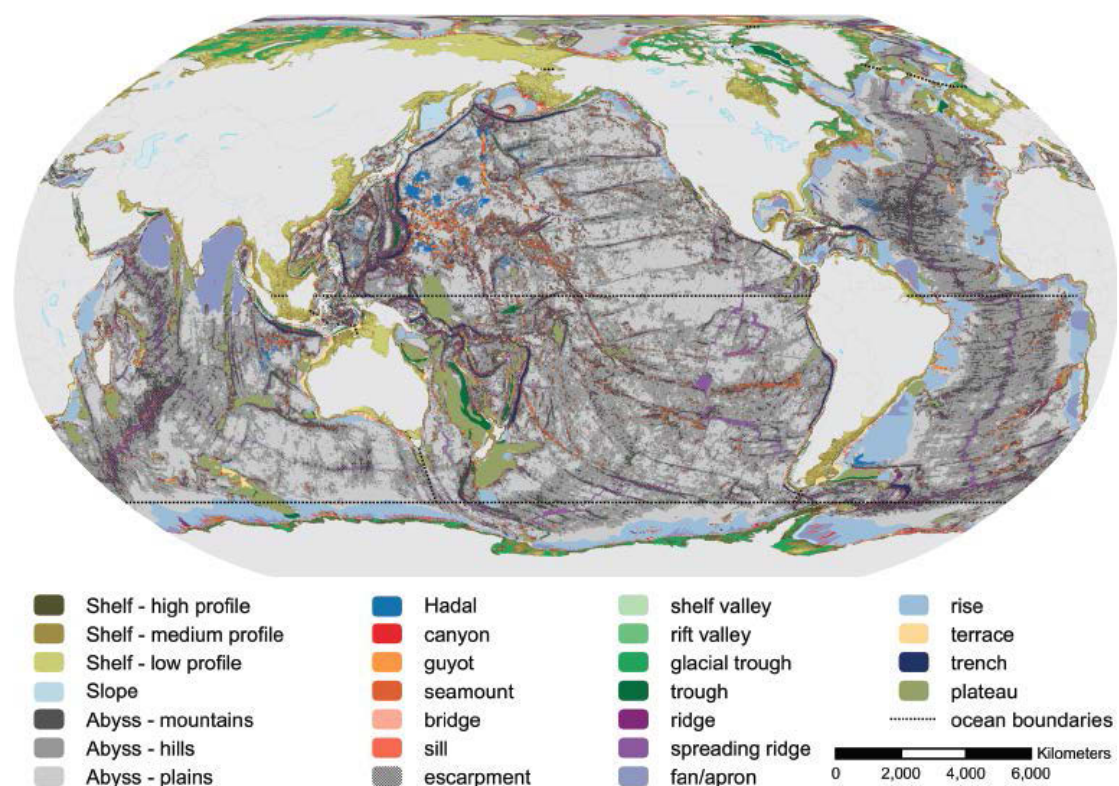 Shelf - high profile
Shelf - medium profile
Shelf - low profile
Slope
Abyss - mountains
Abyss - hills
Abyss - plains
Hadal
canyon
guyot
seamount
bridge
sill
escarpment
shelf valley
rift valley
glacial trough
trough
ridge
spreading ridge
fan/apron
rise
terrace
trench
plateau
ocean boundaries
Kilometers
0 2,000 4,000 6,000